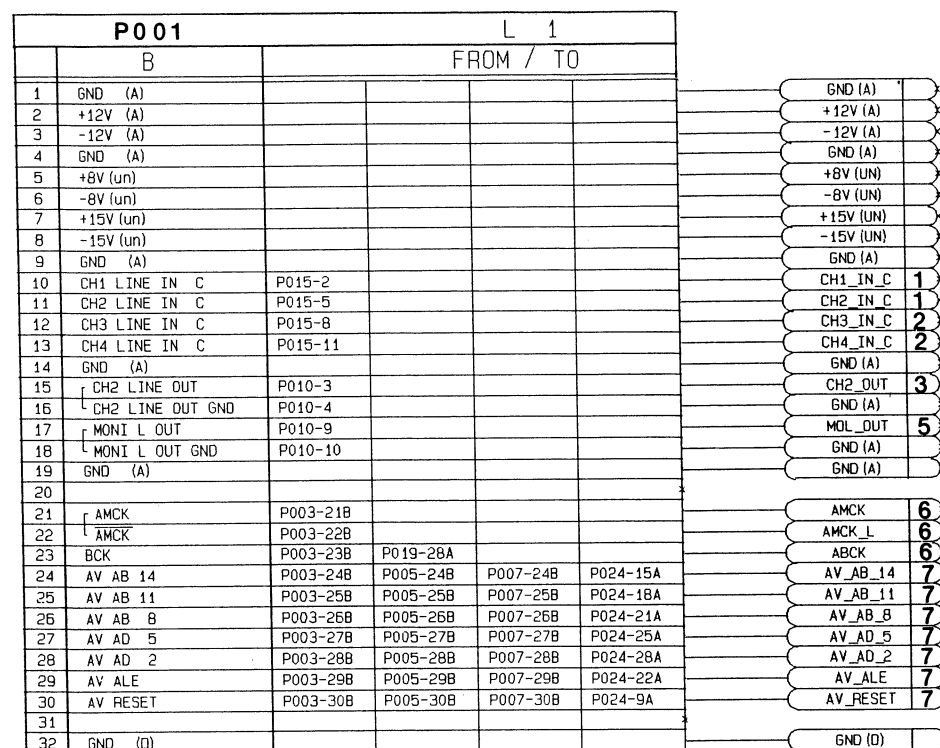 P001 L 1
B FROM / TO
1 GND (A) GND (A)
2 +12V (A) +12V (A)
3 -12V (A) -12V (A)
4 GND (A) GND (A)
5 +8V (un) +8V (UN)
6 -8V (un) -8V (UN)
7 +15V (un) +15V (UN)
8 -15V (un) -15V (UN)
9 GND (A) GND (A)
10 CH1 LINE IN C P015-2 CH1_IN_C 1
11 CH2 LINE IN C P015-5 CH2_IN_C 1
12 CH3 LINE IN C P015-8 CH3_IN_C 2
13 CH4 LINE IN C P015-11 CH4_IN_C 2
14 GND (A) GND (A)
15 CH2 LINE OUT P010-3 CH2_OUT 3
16 CH2 LINE OUT GND P010-4 GND (A)
17 MONI L OUT P010-9 MOL_OUT 5
18 MONI L OUT GND P010-10 GND (A)
19 GND (A) GND (A)
20
21 AMCK P003-21B AMCK 6
22 AMCK P003-22B AMCK_L 6
23 BCK P003-23B P019-28A ABCK 6
24 AV AB 14 P003-24B P005-24B P007-24B P024-15A AV_AB_14 7
25 AV AB 11 P003-25B P005-25B P007-25B P024-18A AV_AB_11 7
26 AV AB 8 P003-26B P005-26B P007-26B P024-21A AV_AB_8 7
27 AV AD 5 P003-27B P005-27B P007-27B P024-25A AV_AD_5 7
28 AV AD 2 P003-28B P005-28B P007-28B P024-28A AV_AD_2 7
29 AV ALE P003-29B P005-29B P007-29B P024-22A AV_ALE 7
30 AV RESET P003-30B P005-30B P007-30B P024-9A AV_RESET 7
31
32 GND (D) GND (D)